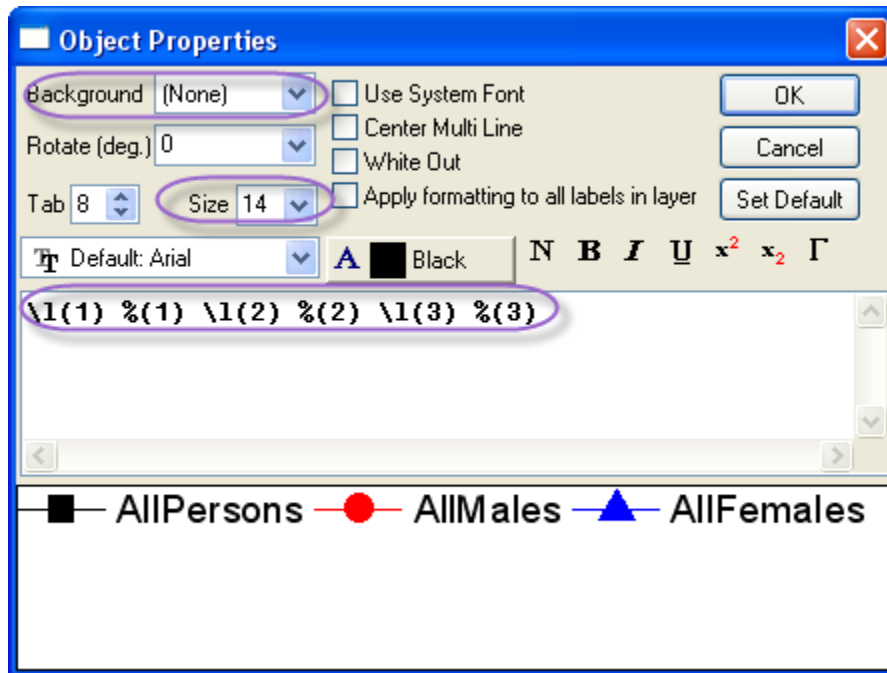 Object Properties
Background (None)
Use System Font
OK
Rotate (deg.) 0
Center Multi Line
White Out
Cancel
Tab 8 Size 14
Apply formatting to all labels in layer
Set Default
Default: Arial A Black N B I U x² x₂ Γ
\l(1) %(1) \l(2) %(2) \l(3) %(3)
AllPersons AllMales AllFemales